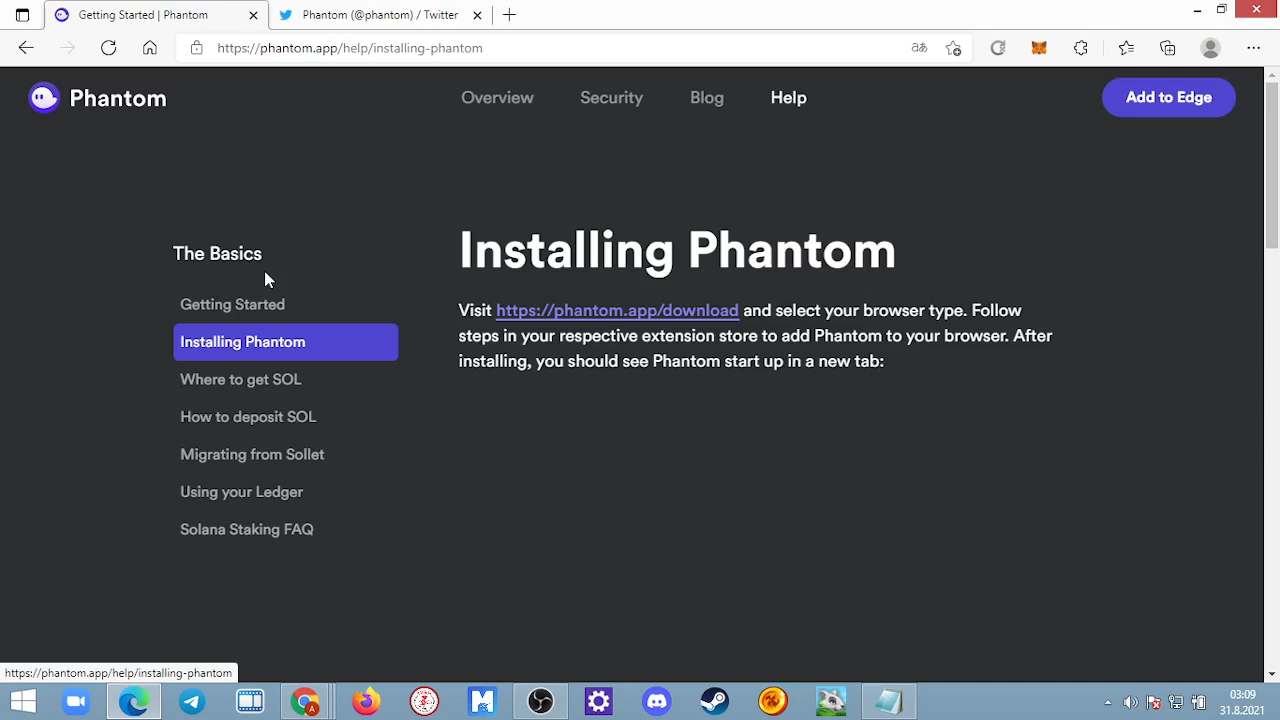 Getting Started | Phantom
Phantom (@phantom) / Twitter
https://phantom.app/help/installing-phantom
Phantom
Overview
Security
Blog
Help
Add to Edge
The Basics
Getting Started
Installing Phantom
Where to get SOL
How to deposit SOL
Migrating from Sollet
Using your Ledger
Solana Staking FAQ
Installing Phantom
Visit https://phantom.app/download and select your browser type. Follow
steps in your respective extension store to add Phantom to your browser. After
installing, you should see Phantom start up in a new tab:
https://phantom.app/help/installing-phantom
03:09
31.8.2021